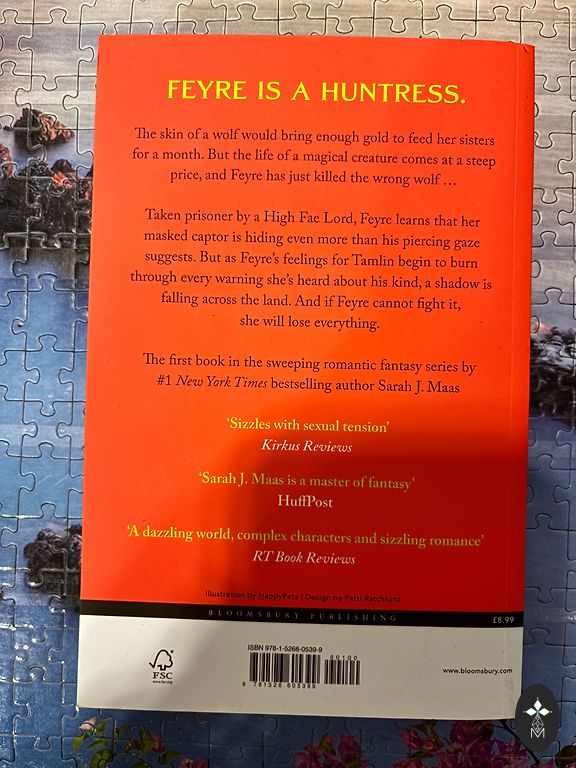 FEYRE IS A HUNTRESS.
The skin of a wolf would bring enough gold to feed her sisters
for a month. But the life of a magical creature comes at a steep
price, and Feyre has just killed the wrong wolf …
Taken prisoner by a High Fae Lord, Feyre learns that her
masked captor is hiding even more than his piercing gaze
suggests. But as Feyre's feelings for Tamlin begin to burn
through every warning she's heard about his kind, a shadow is
falling across the land. And if Feyre cannot fight it,
she will lose everything.
The first book in the sweeping romantic fantasy series by
#1 New York Times bestselling author Sarah J. Maas
'Sizzles with sexual tension'
Kirkus Reviews
'Sarah J. Maas is a master of fantasy'
HuffPost
'A dazzling world, complex characters and sizzling romance'
RT Book Reviews
Illustration by HappyPets | Design by Patti Ratchford
BLOOMSBURY PUBLISHING
£8.99
ISBN 978-1-5266-0539-9
90100
9 781526 605399
FSC
www.fsc.org
www.bloomsbury.com
M